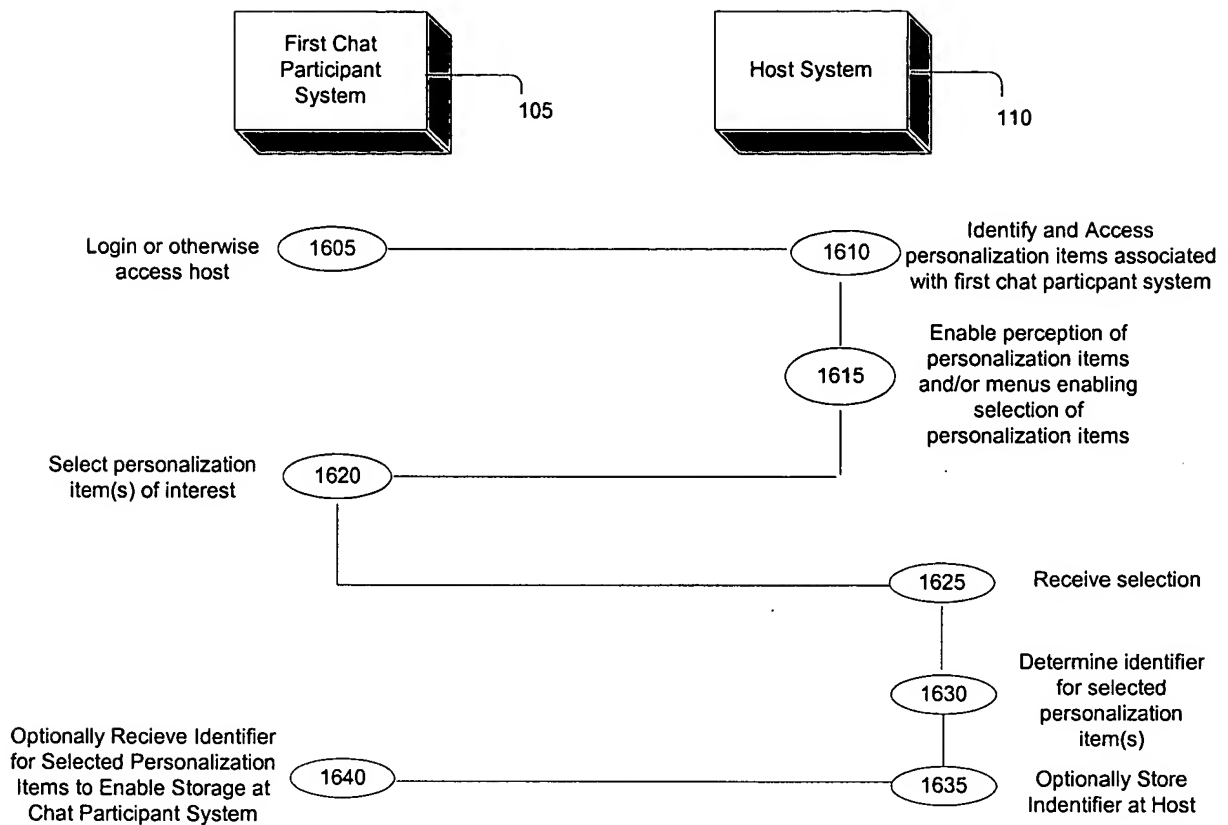 First Chat
Participant
System
105
Host System
110
Login or otherwise
access host
1605
1610
Identify and Access
personalization items associated
with first chat particpant system
1615
Enable perception of
personalization items
and/or menus enabling
selection of
personalization items
Select personalization
item(s) of interest
1620
1625
Receive selection
1630
Determine identifier
for selected
personalization
item(s)
Optionally Recieve Identifier
for Selected Personalization
Items to Enable Storage at
Chat Participant System
1640
1635
Optionally Store
Indentifier at Host